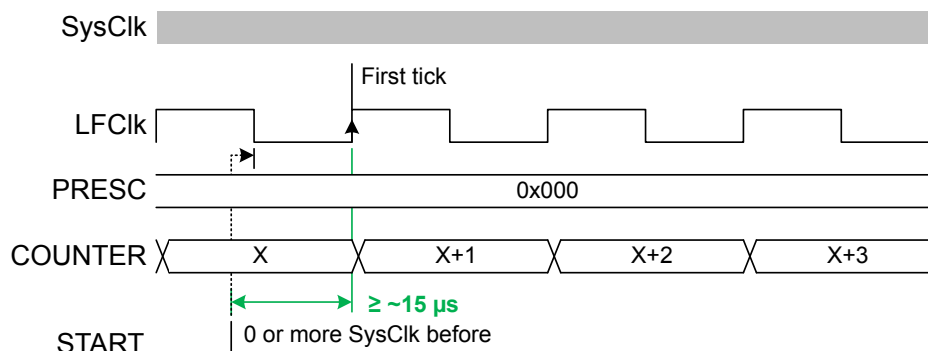 SysClk
First tick
LFClk
PRESC
0x000
COUNTER
X
X+1
X+2
X+3
≥ ~15 µs
0 or more SysClk before
START